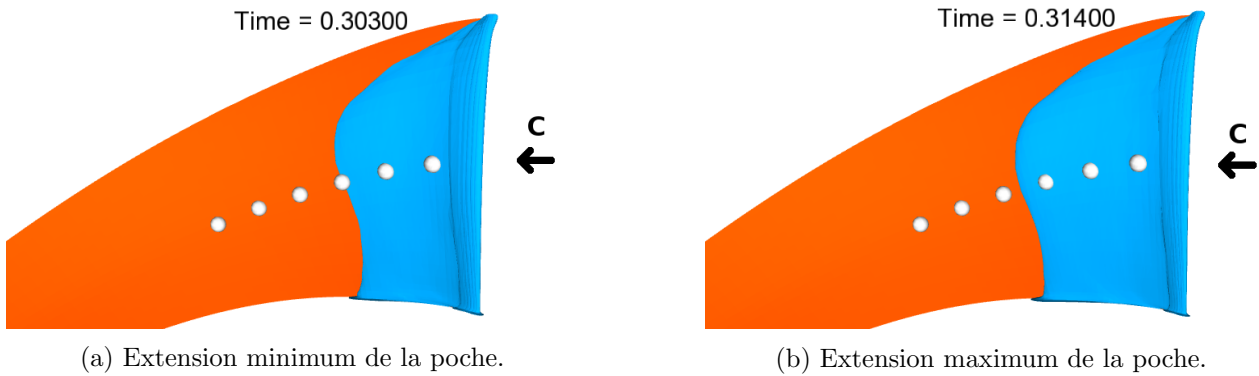 Time = 0.30300
C
(a) Extension minimum de la poche.
Time = 0.31400
C
(b) Extension maximum de la poche.